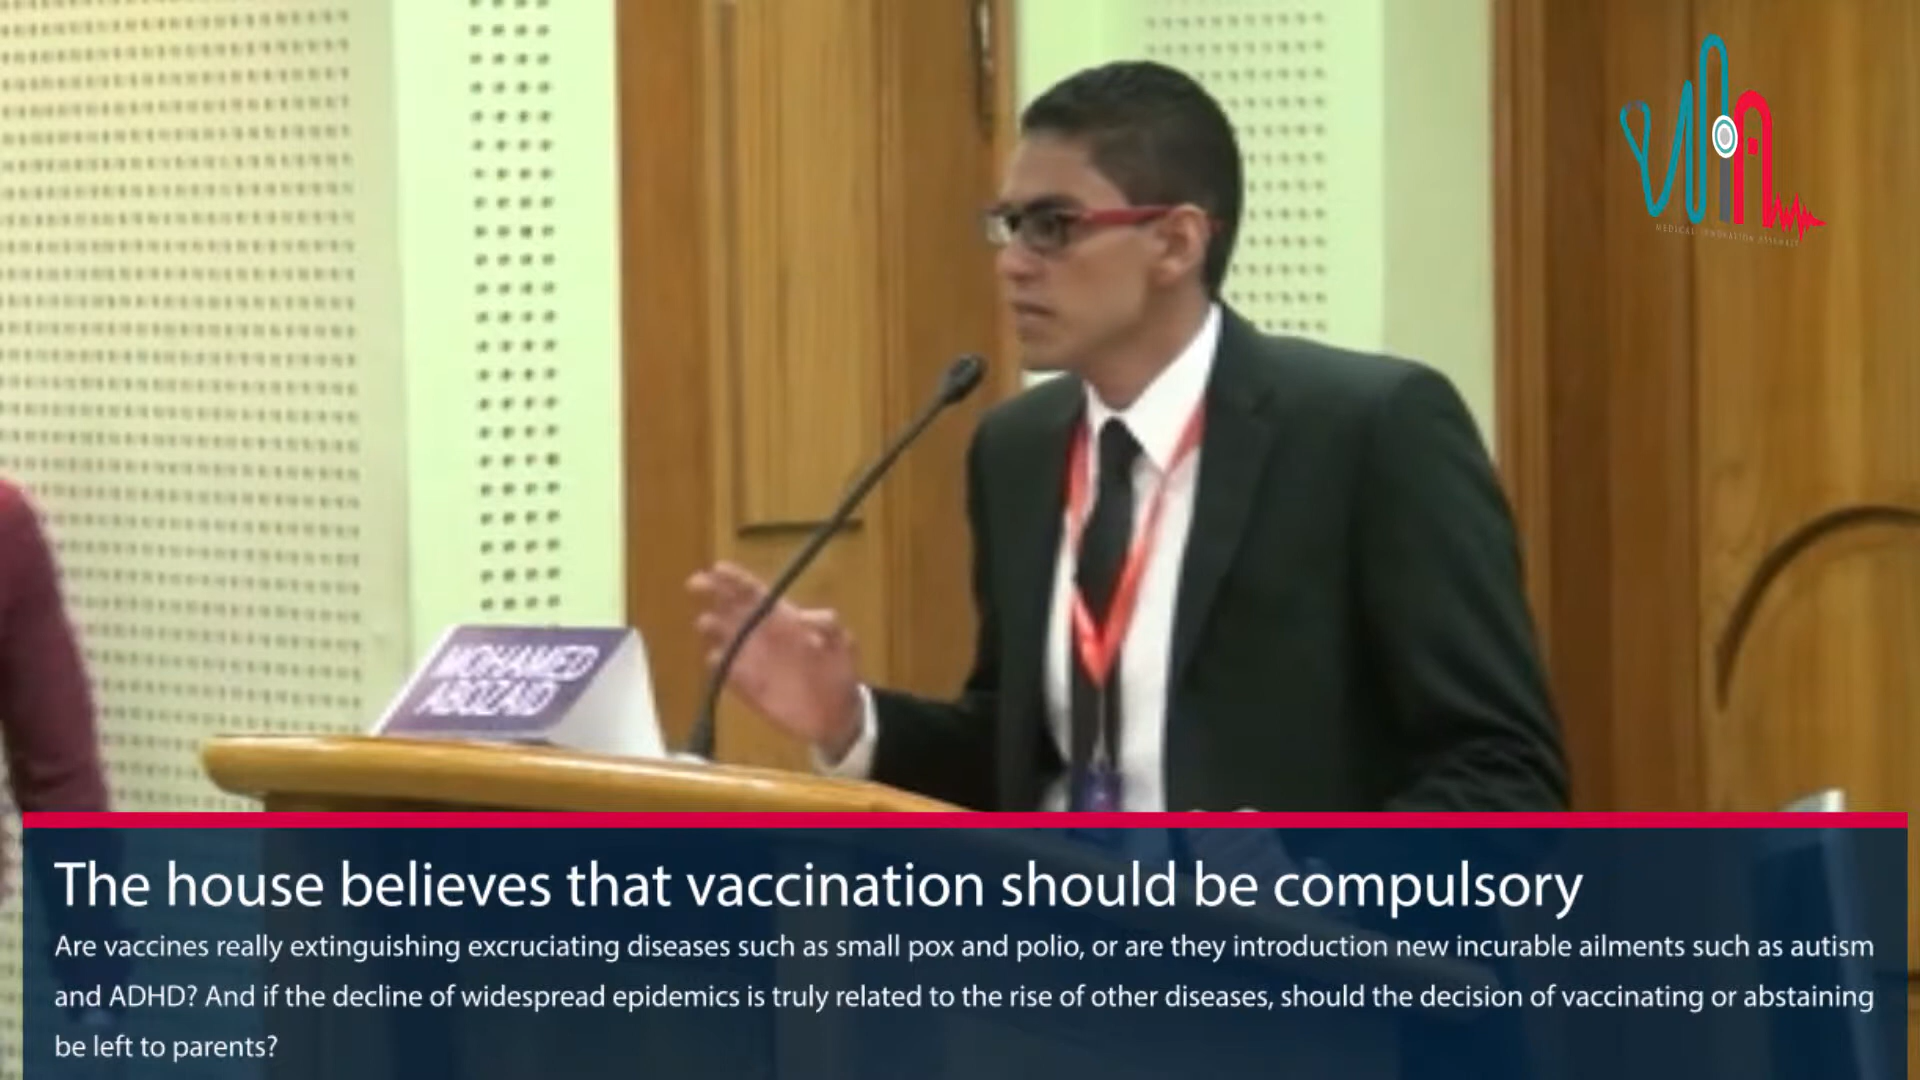 MEDICAL INNOVATION ASSEMBLY
MOHAMED
ABOZAID
The house believes that vaccination should be compulsory
Are vaccines really extinguishing excruciating diseases such as small pox and polio, or are they introduction new incurable ailments such as autism
and ADHD? And if the decline of widespread epidemics is truly related to the rise of other diseases, should the decision of vaccinating or abstaining
be left to parents?